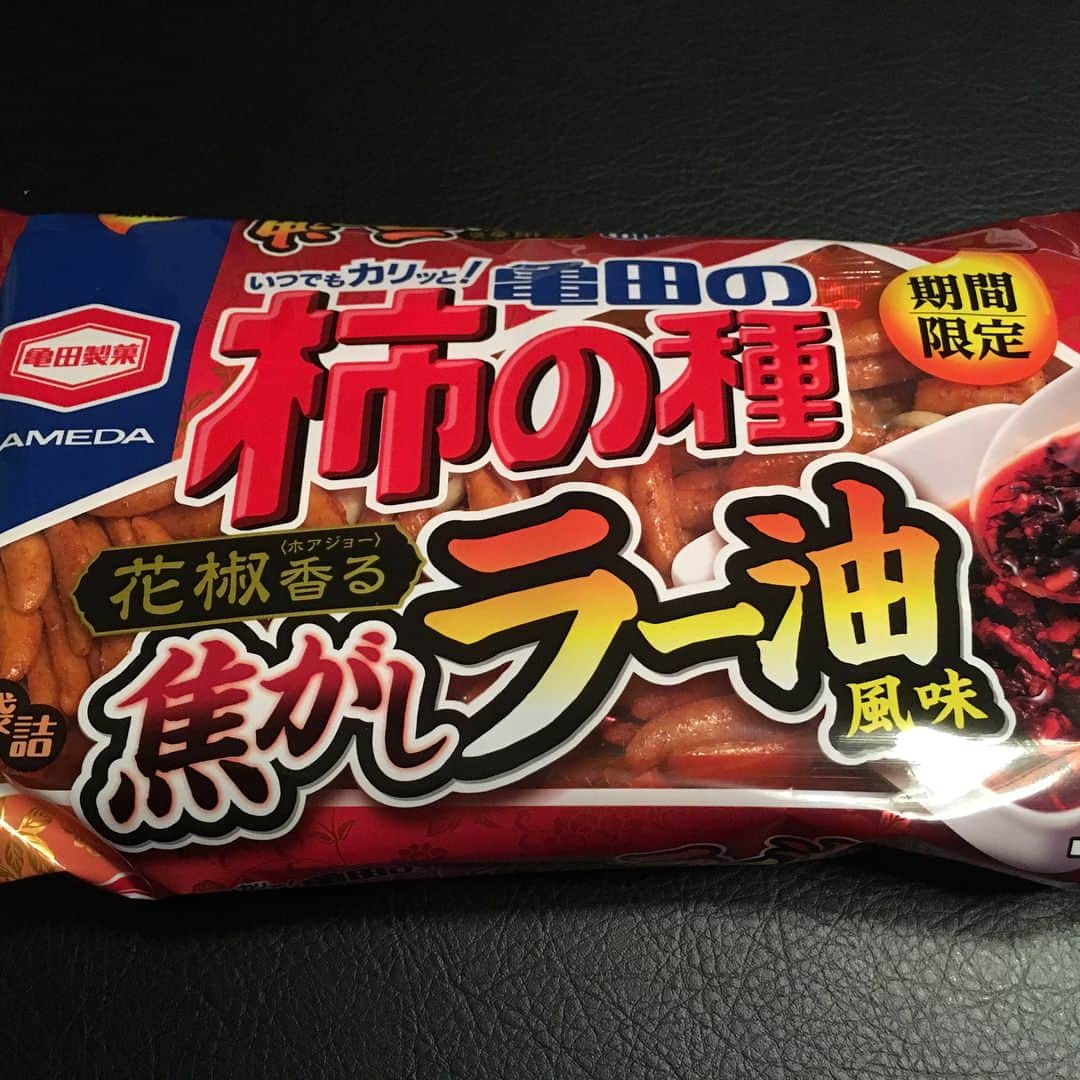 いつでもカリッと!
亀田の
柿の種
期間
限定
亀田製菓
AMEDA
〈ホアジョー〉
花椒香る
焦がしラー油
風味
袋詰